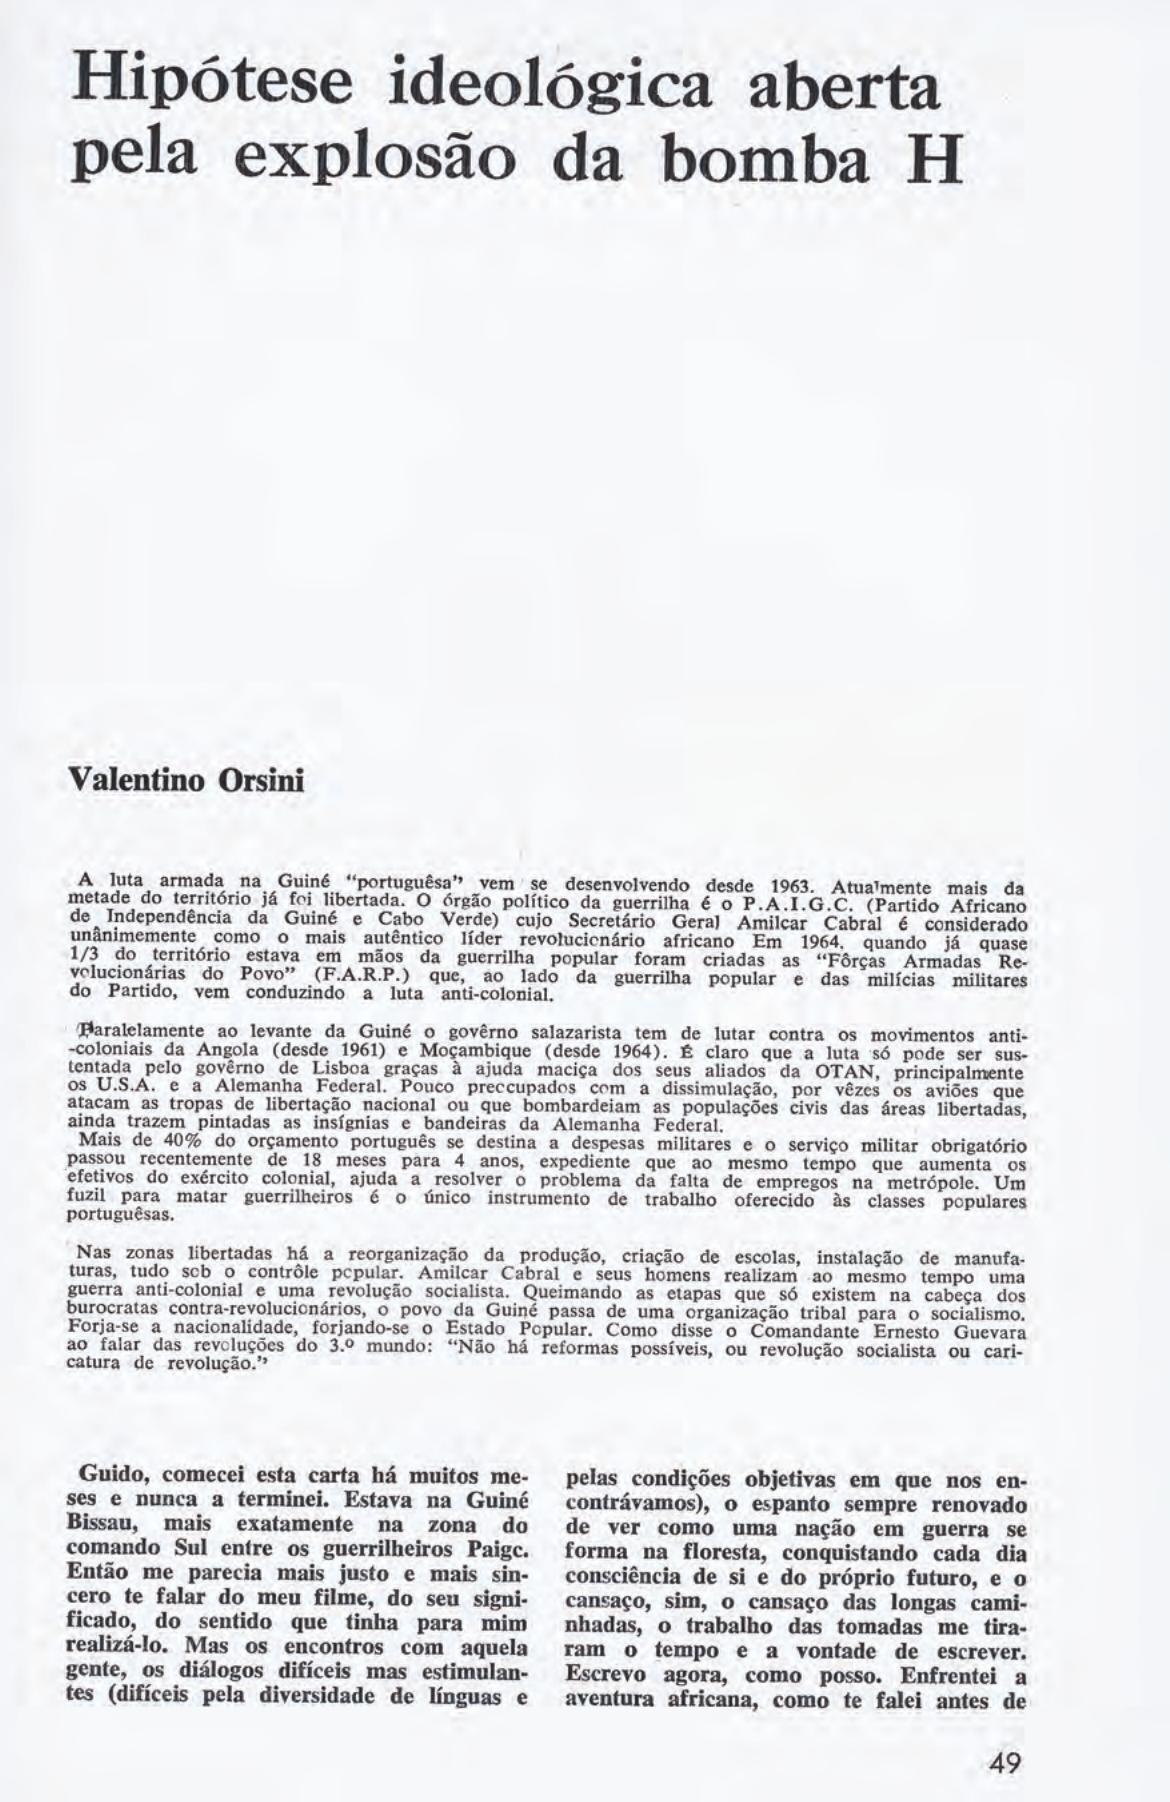 Hipótese ideológica aberta
pela explosão da bomba H
Valentino Orsini
A luta armada na Guiné "portuguêsa" vem se desenvolvendo desde 1963. Atualmente mais da
metade do território já foi libertada. O órgão político da guerrilha é o P.A.I.G.C. (Partido Africano
de Independência da Guiné e Cabo Verde) cujo Secretário Geral Amilcar Cabral é considerado
unânimemente como o mais autêntico líder revolucionário africano Em 1964, quando já quase
1/3 do território estava em mãos da guerrilha popular foram criadas as "Fôrças Armadas Re-
volucionárias do Povo" (F.A.R.P.) que, ao lado da guerrilha popular e das milícias militares
do Partido, vem conduzindo a luta anti-colonial.
Paralelamente ao levante da Guiné o govêrno salazarista tem de lutar contra os movimentos anti-
-coloniais da Angola (desde 1961) e Moçambique (desde 1964). É claro que a luta só pode ser sus-
tentada pelo govêrno de Lisboa graças à ajuda maciça dos seus aliados da OTAN, principalmente
os U.S.A. e a Alemanha Federal. Pouco preocupados com a dissimulação, por vêzes os aviões que
atacam as tropas de libertação nacional ou que bombardeiam as populações civis das áreas libertadas,
ainda trazem pintadas as insígnias e bandeiras da Alemanha Federal.
Mais de 40% do orçamento português se destina a despesas militares e o serviço militar obrigatório
passou recentemente de 18 meses para 4 anos, expediente que ao mesmo tempo que aumenta os
efetivos do exército colonial, ajuda a resolver o problema da falta de empregos na metrópole. Um
fuzil para matar guerrilheiros é o único instrumento de trabalho oferecido às classes populares
portuguêsas.
Nas zonas libertadas há a reorganização da produção, criação de escolas, instalação de manufa-
turas, tudo sob o contrôle popular. Amilcar Cabral e seus homens realizam ao mesmo tempo uma
guerra anti-colonial e uma revolução socialista. Queimando as etapas que só existem na cabeça dos
burocratas contra-revolucionários, o povo da Guiné passa de uma organização tribal para o socialismo.
Forja-se a nacionalidade, forjando-se o Estado Popular. Como disse o Comandante Ernesto Guevara
ao falar das revoluções do 3.º mundo: "Não há reformas possíveis, ou revolução socialista ou cari-
catura de revolução."
Guido, comecei esta carta há muitos me-
ses e nunca a terminei. Estava na Guiné
Bissau, mais exatamente na zona do
comando Sul entre os guerrilheiros Paigc.
Então me parecia mais justo e mais sin-
cero te falar do meu filme, do seu signi-
ficado, do sentido que tinha para mim
realizá-lo. Mas os encontros com aquela
gente, os diálogos difíceis mas estimulan-
tes (difíceis pela diversidade de línguas e
pelas condições objetivas em que nos en-
contrávamos), o espanto sempre renovado
de ver como uma nação em guerra se
forma na floresta, conquistando cada dia
consciência de si e do próprio futuro, e o
cansaço, sim, o cansaço das longas cami-
nhadas, o trabalho das tomadas me tira-
ram o tempo e a vontade de escrever.
Escrevo agora, como posso. Enfrentei a
aventura africana, como te falei antes de
49